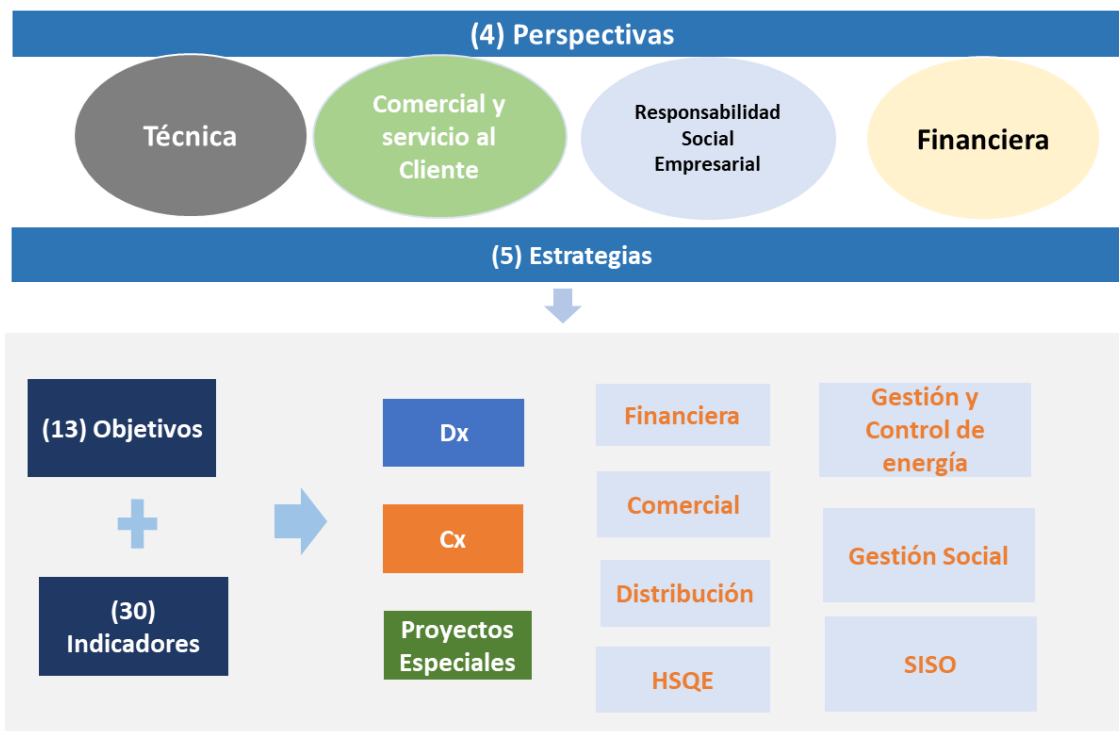 (4) Perspectivas
Técnica
Comercial y
servicio al
Cliente
Responsabilidad
Social
Empresarial
Financiera
(5) Estrategias
(13) Objetivos
(30)
Indicadores
Dx
Cx
Proyectos
Especiales
Financiera
Comercial
Distribución
HSQE
Gestión y
Control de
energía
Gestión Social
SISO